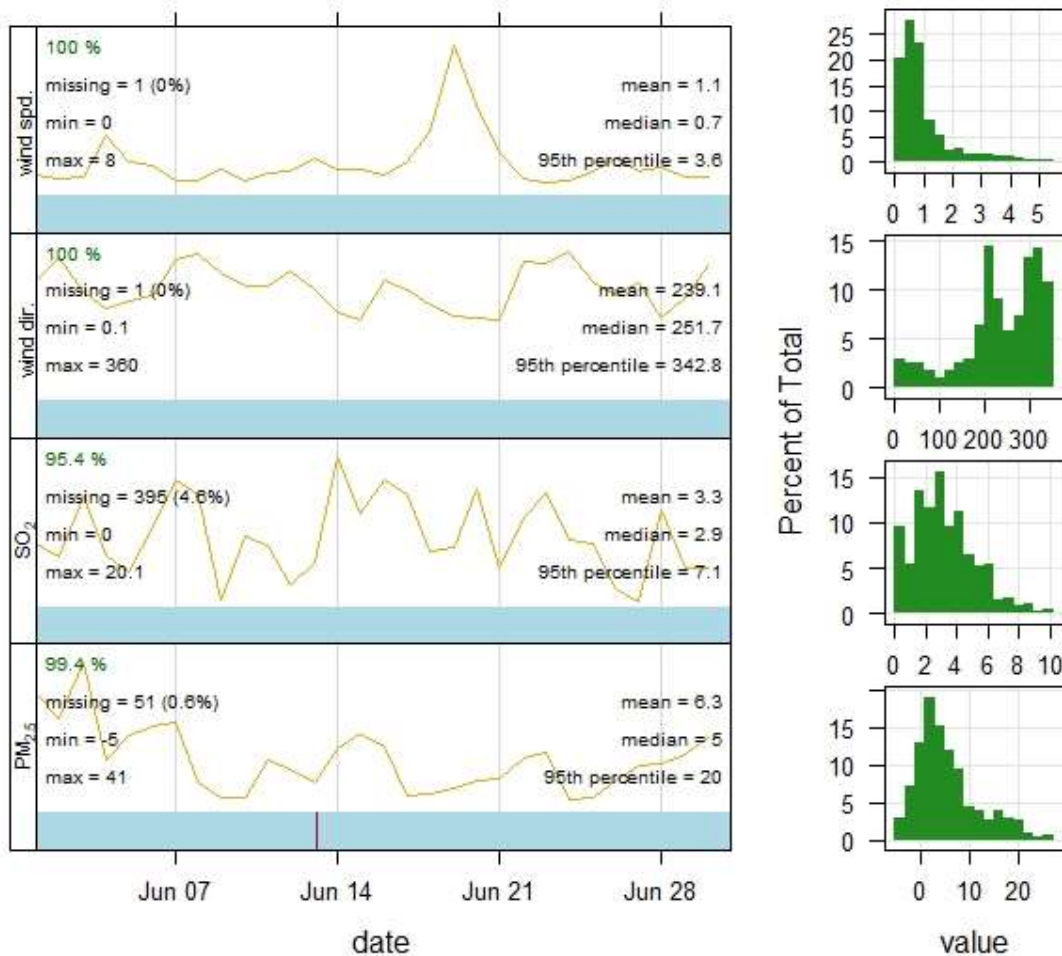 wind spd.
100 %
missing = 1 (0%)
min = 0
max = 8
mean = 1.1
median = 0.7
95th percentile = 3.6
wind dir.
100 %
missing = 1 (0%)
min = 0.1
max = 360
mean = 239.1
median = 251.7
95th percentile = 342.8
SO2
95.4 %
missing = 395 (4.6%)
min = 0
max = 20.1
mean = 3.3
median = 2.9
95th percentile = 7.1
PM2.5
99.4 %
missing = 51 (0.6%)
min = -5
max = 41
mean = 6.3
median = 5
95th percentile = 20
Jun 07 Jun 14 Jun 21 Jun 28
date
Percent of Total
25
20
15
10
5
0
0 1 2 3 4 5
15
10
5
0
0 100 200 300
15
10
5
0
0 2 4 6 8 10
15
10
5
0
0 10 20
value